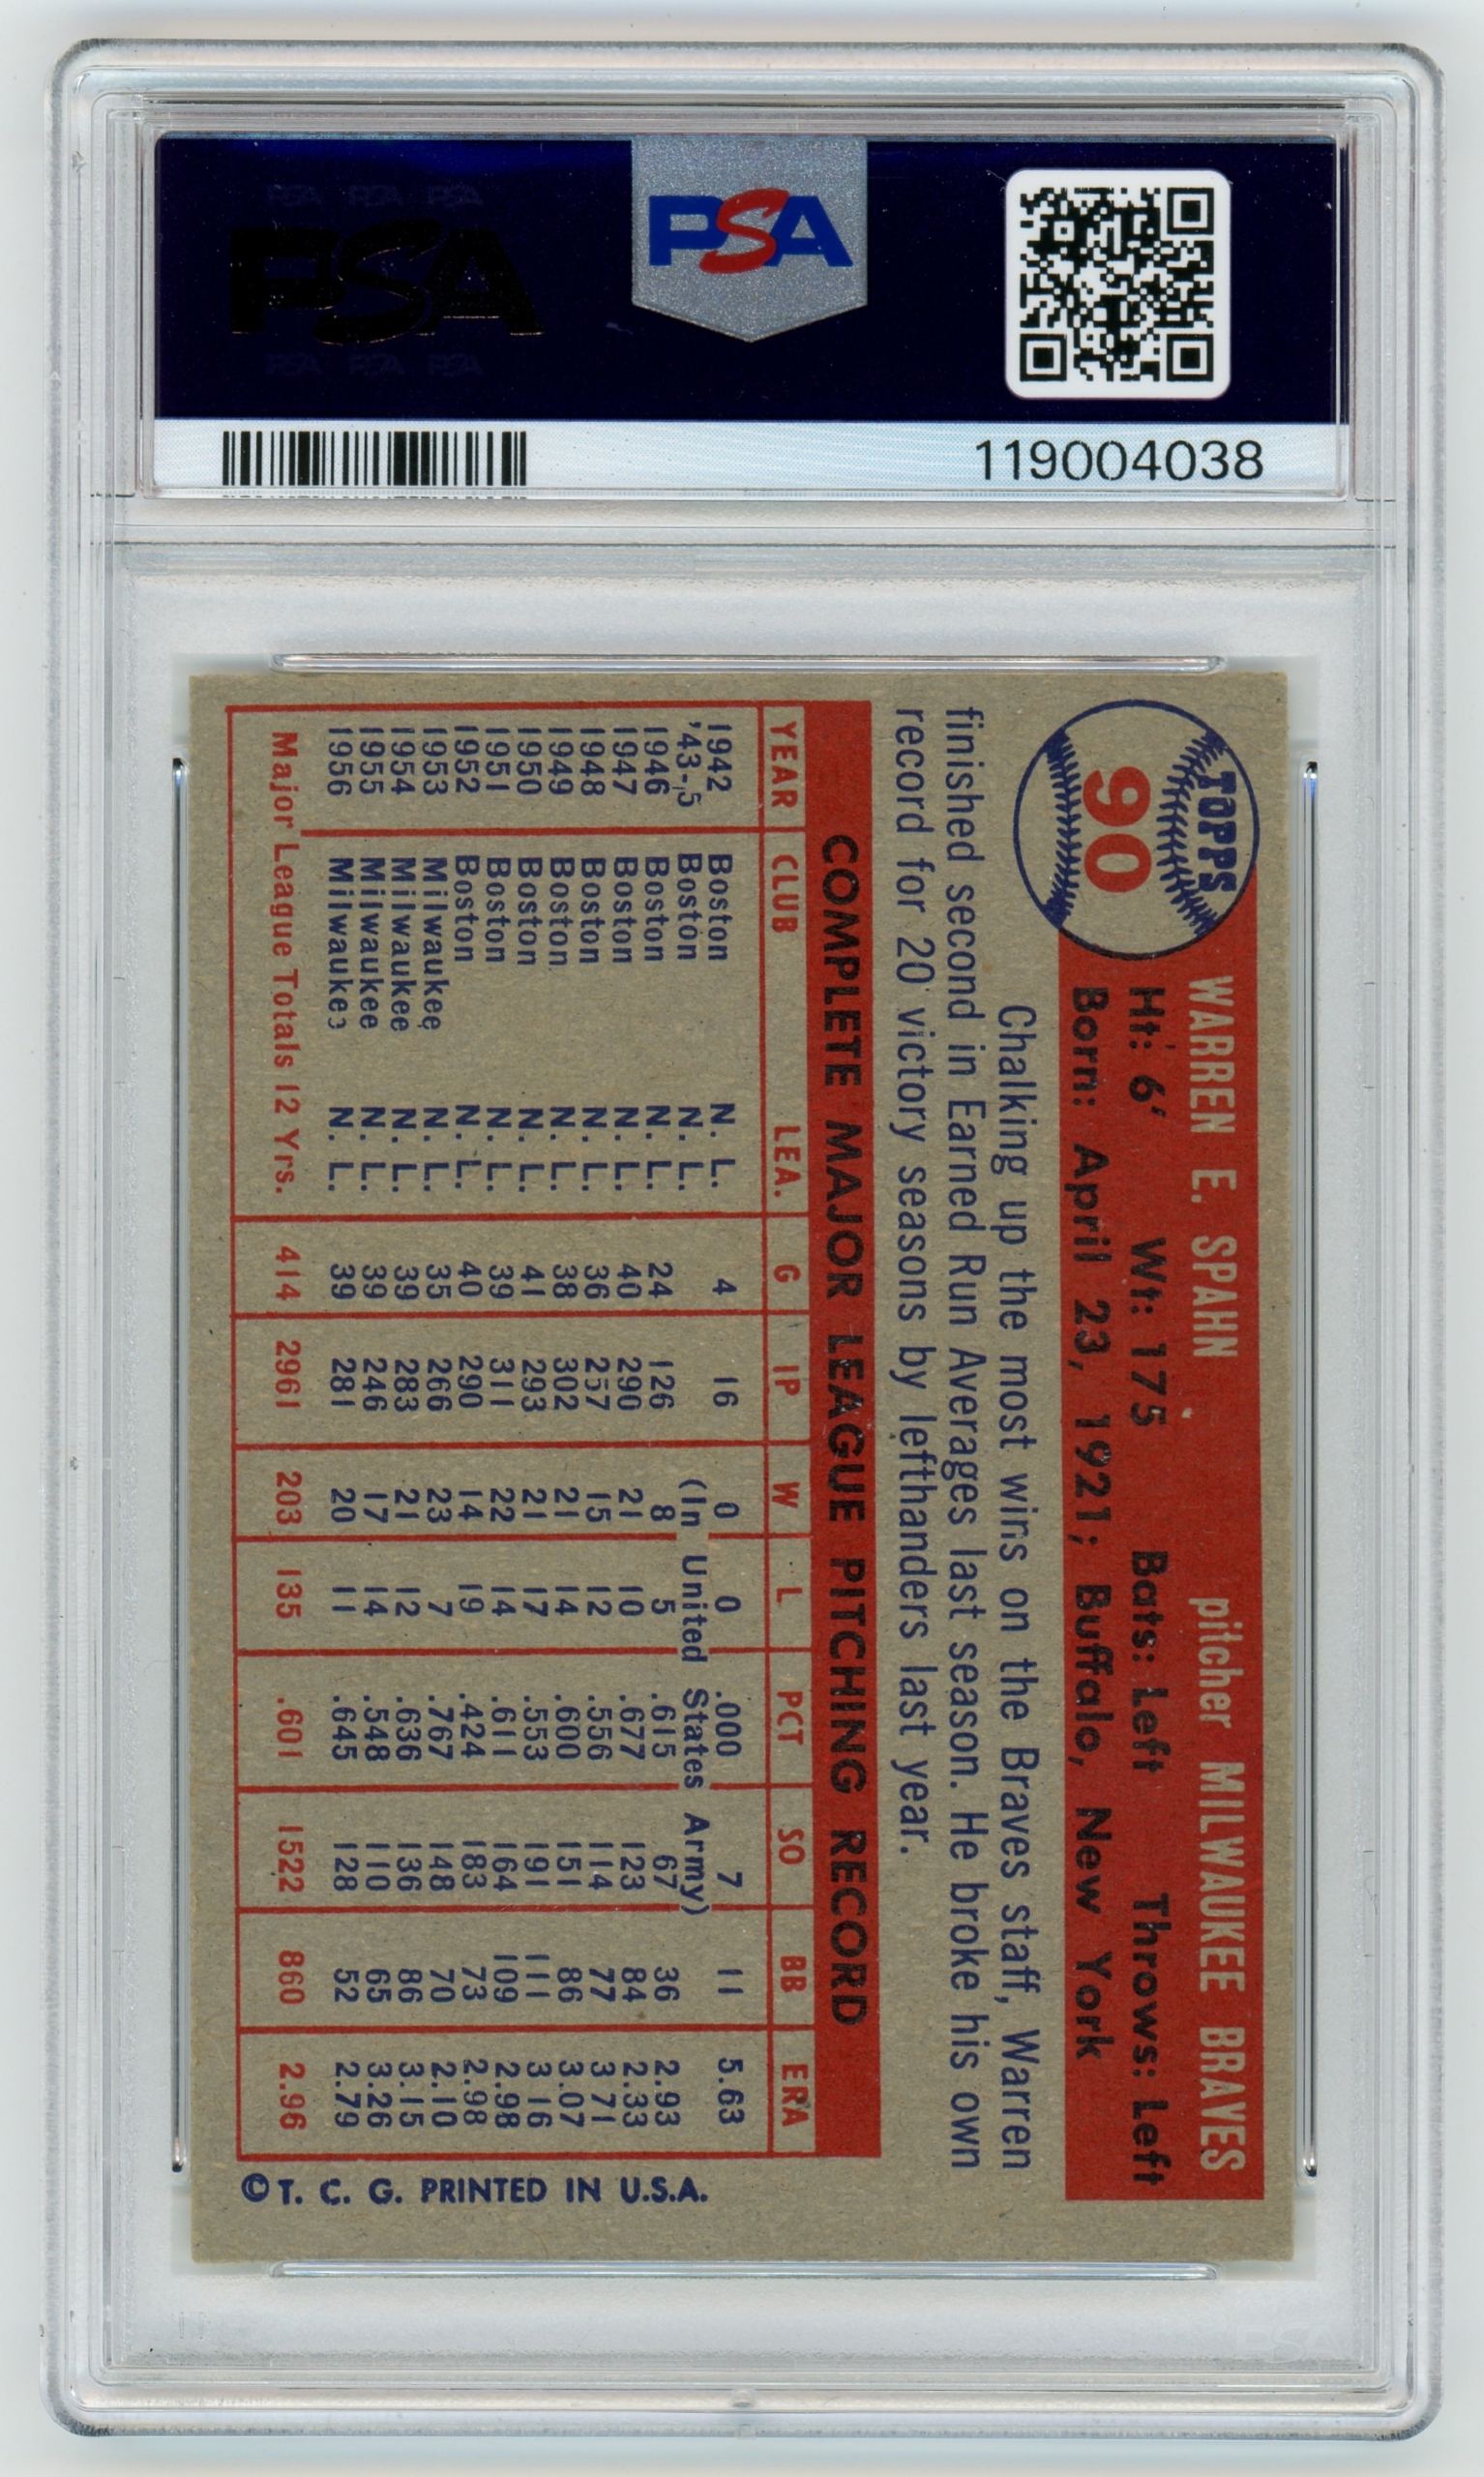 PSA PSA PSA
PSA
PSA PSA PSA
PSA
119004038
TOPPS
90
WARREN E. SPAHN pitcher MILWAUKEE BRAVES
Ht: 6' Wt: 175 Bats: Left Throws: Left
Born: April 23, 1921; Buffalo, New York
Chalking up the most wins on the Braves staff, Warren
finished second in Earned Run Averages last season. He broke his own
record for 20 victory seasons by lefthanders last year.
COMPLETE MAJOR LEAGUE PITCHING RECORD
YEAR CLUB LEA. G IP W L PCT SO BB ERA
1942 Boston N. L. 4 16 0 0 .000 7 11 5.63
'43-,5 Boston N. L. (In United States Army)
1946 Boston N. L. 24 126 8 5 .615 67 36 2.93
1947 Boston N. L. 40 290 21 10 .677 123 84 2.33
1948 Boston N. L. 36 257 15 12 .556 114 77 3.71
1949 Boston N. L. 38 302 21 14 .600 151 86 3.07
1950 Boston N. L. 41 293 21 17 .553 191 111 3.16
1951 Boston N. L. 39 311 22 14 .611 164 109 2.98
1952 Boston N. L. 40 290 14 19 .424 183 73 2.98
1953 Milwaukee N. L. 35 266 23 7 .767 148 70 2.10
1954 Milwaukee N. L. 39 283 21 12 .636 136 86 3.15
1955 Milwaukee N. L. 39 246 17 14 .548 110 65 3.26
1956 Milwaukee N. L. 39 281 20 11 .645 128 52 2.79
Major League Totals 12 Yrs. 414 2961 203 135 .601 1522 860 2.96
© T. C. G. PRINTED IN U.S.A.
PSA